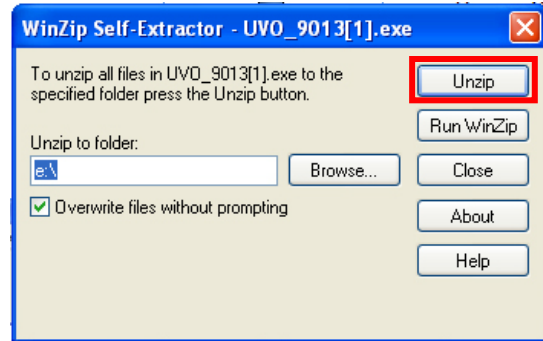 WinZip Self-Extractor - UVO_9013[1].exe
To unzip all files in UVO_9013[1].exe to the
specified folder press the Unzip button.
Unzip to folder:
e:\
Browse...
Overwrite files without prompting
Unzip
Run WinZip
Close
About
Help